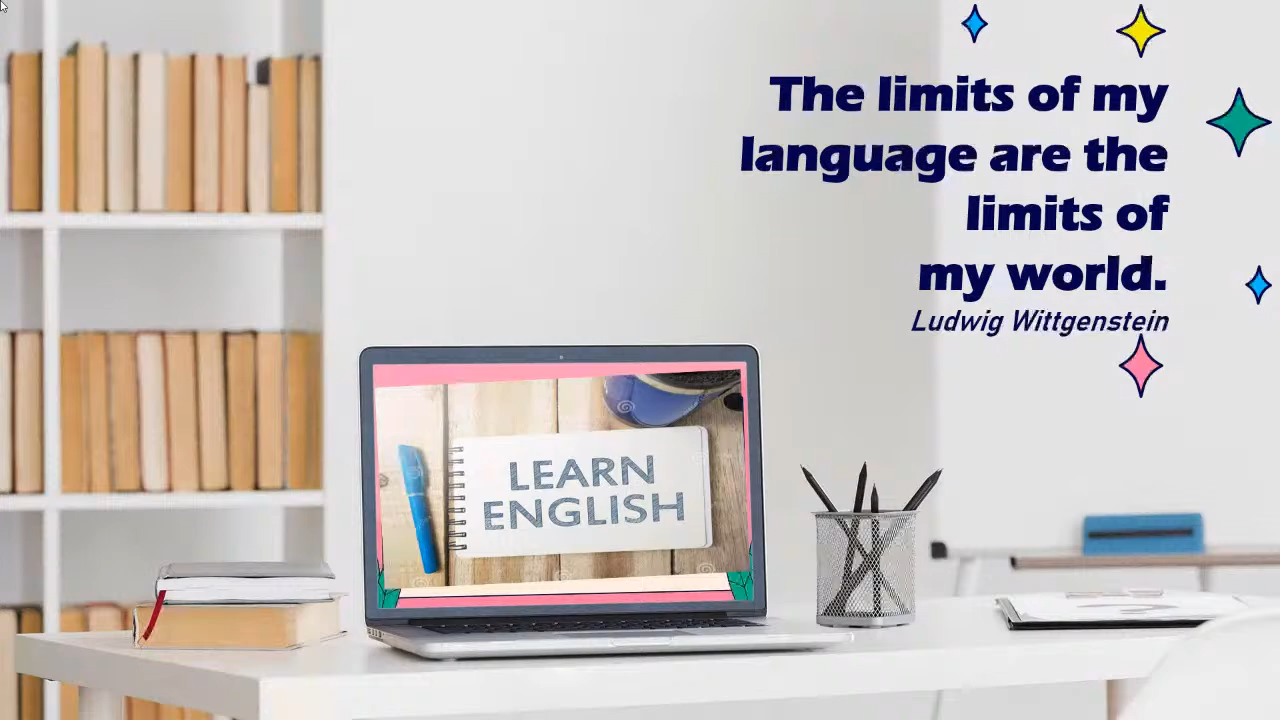 The limits of my
language are the
limits of
my world.
Ludwig Wittgenstein
LEARN
ENGLISH